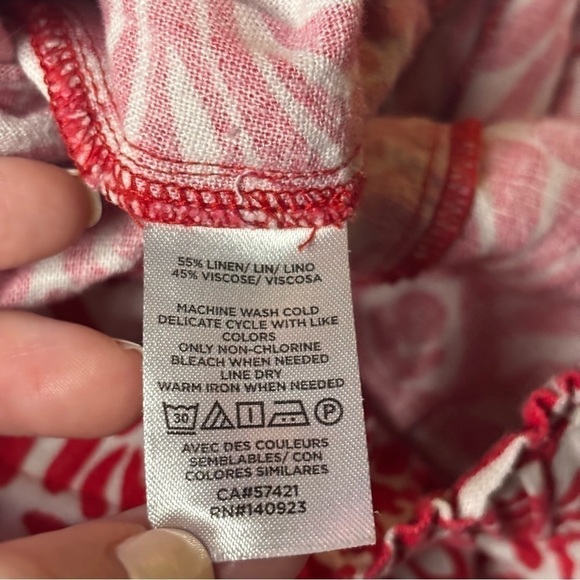 55% LINEN/ LIN/ LINO
45% VISCOSE/ VISCOSA
MACHINE WASH COLD
DELICATE CYCLE WITH LIKE
COLORS
ONLY NON-CHLORINE
BLEACH WHEN NEEDED
LINE DRY
WARM IRON WHEN NEEDED
30 P
AVEC DES COULEURS
SEMBLABLES/ CON
COLORES SIMILARES
CA#57421
RN#140923